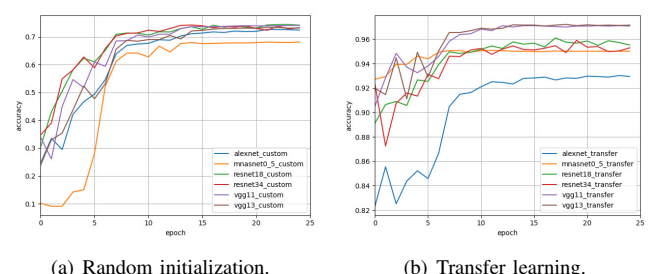 0.7
0.6
0.5
0.4
0.3
0.2
0.1
accuracy
0
5
10
15
20
25
epoch
alexnet_custom
mnasnet0_5_custom
resnet18_custom
resnet34_custom
vgg11_custom
vgg13_custom
(a) Random initialization.
0.96
0.94
0.92
0.90
0.88
0.86
0.84
0.82
accuracy
0
5
10
15
20
25
epoch
alexnet_transfer
mnasnet0_5_transfer
resnet18_transfer
resnet34_transfer
vgg11_transfer
vgg13_transfer
(b) Transfer learning.